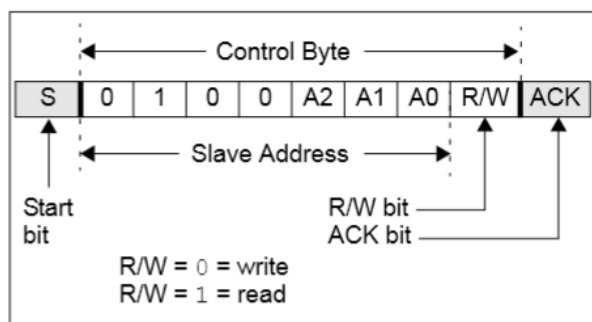 Control Byte
S 0 1 0 0 A2 A1 A0 R/W ACK
Slave Address
Start
bit
R/W bit
ACK bit
R/W = 0 = write
R/W = 1 = read